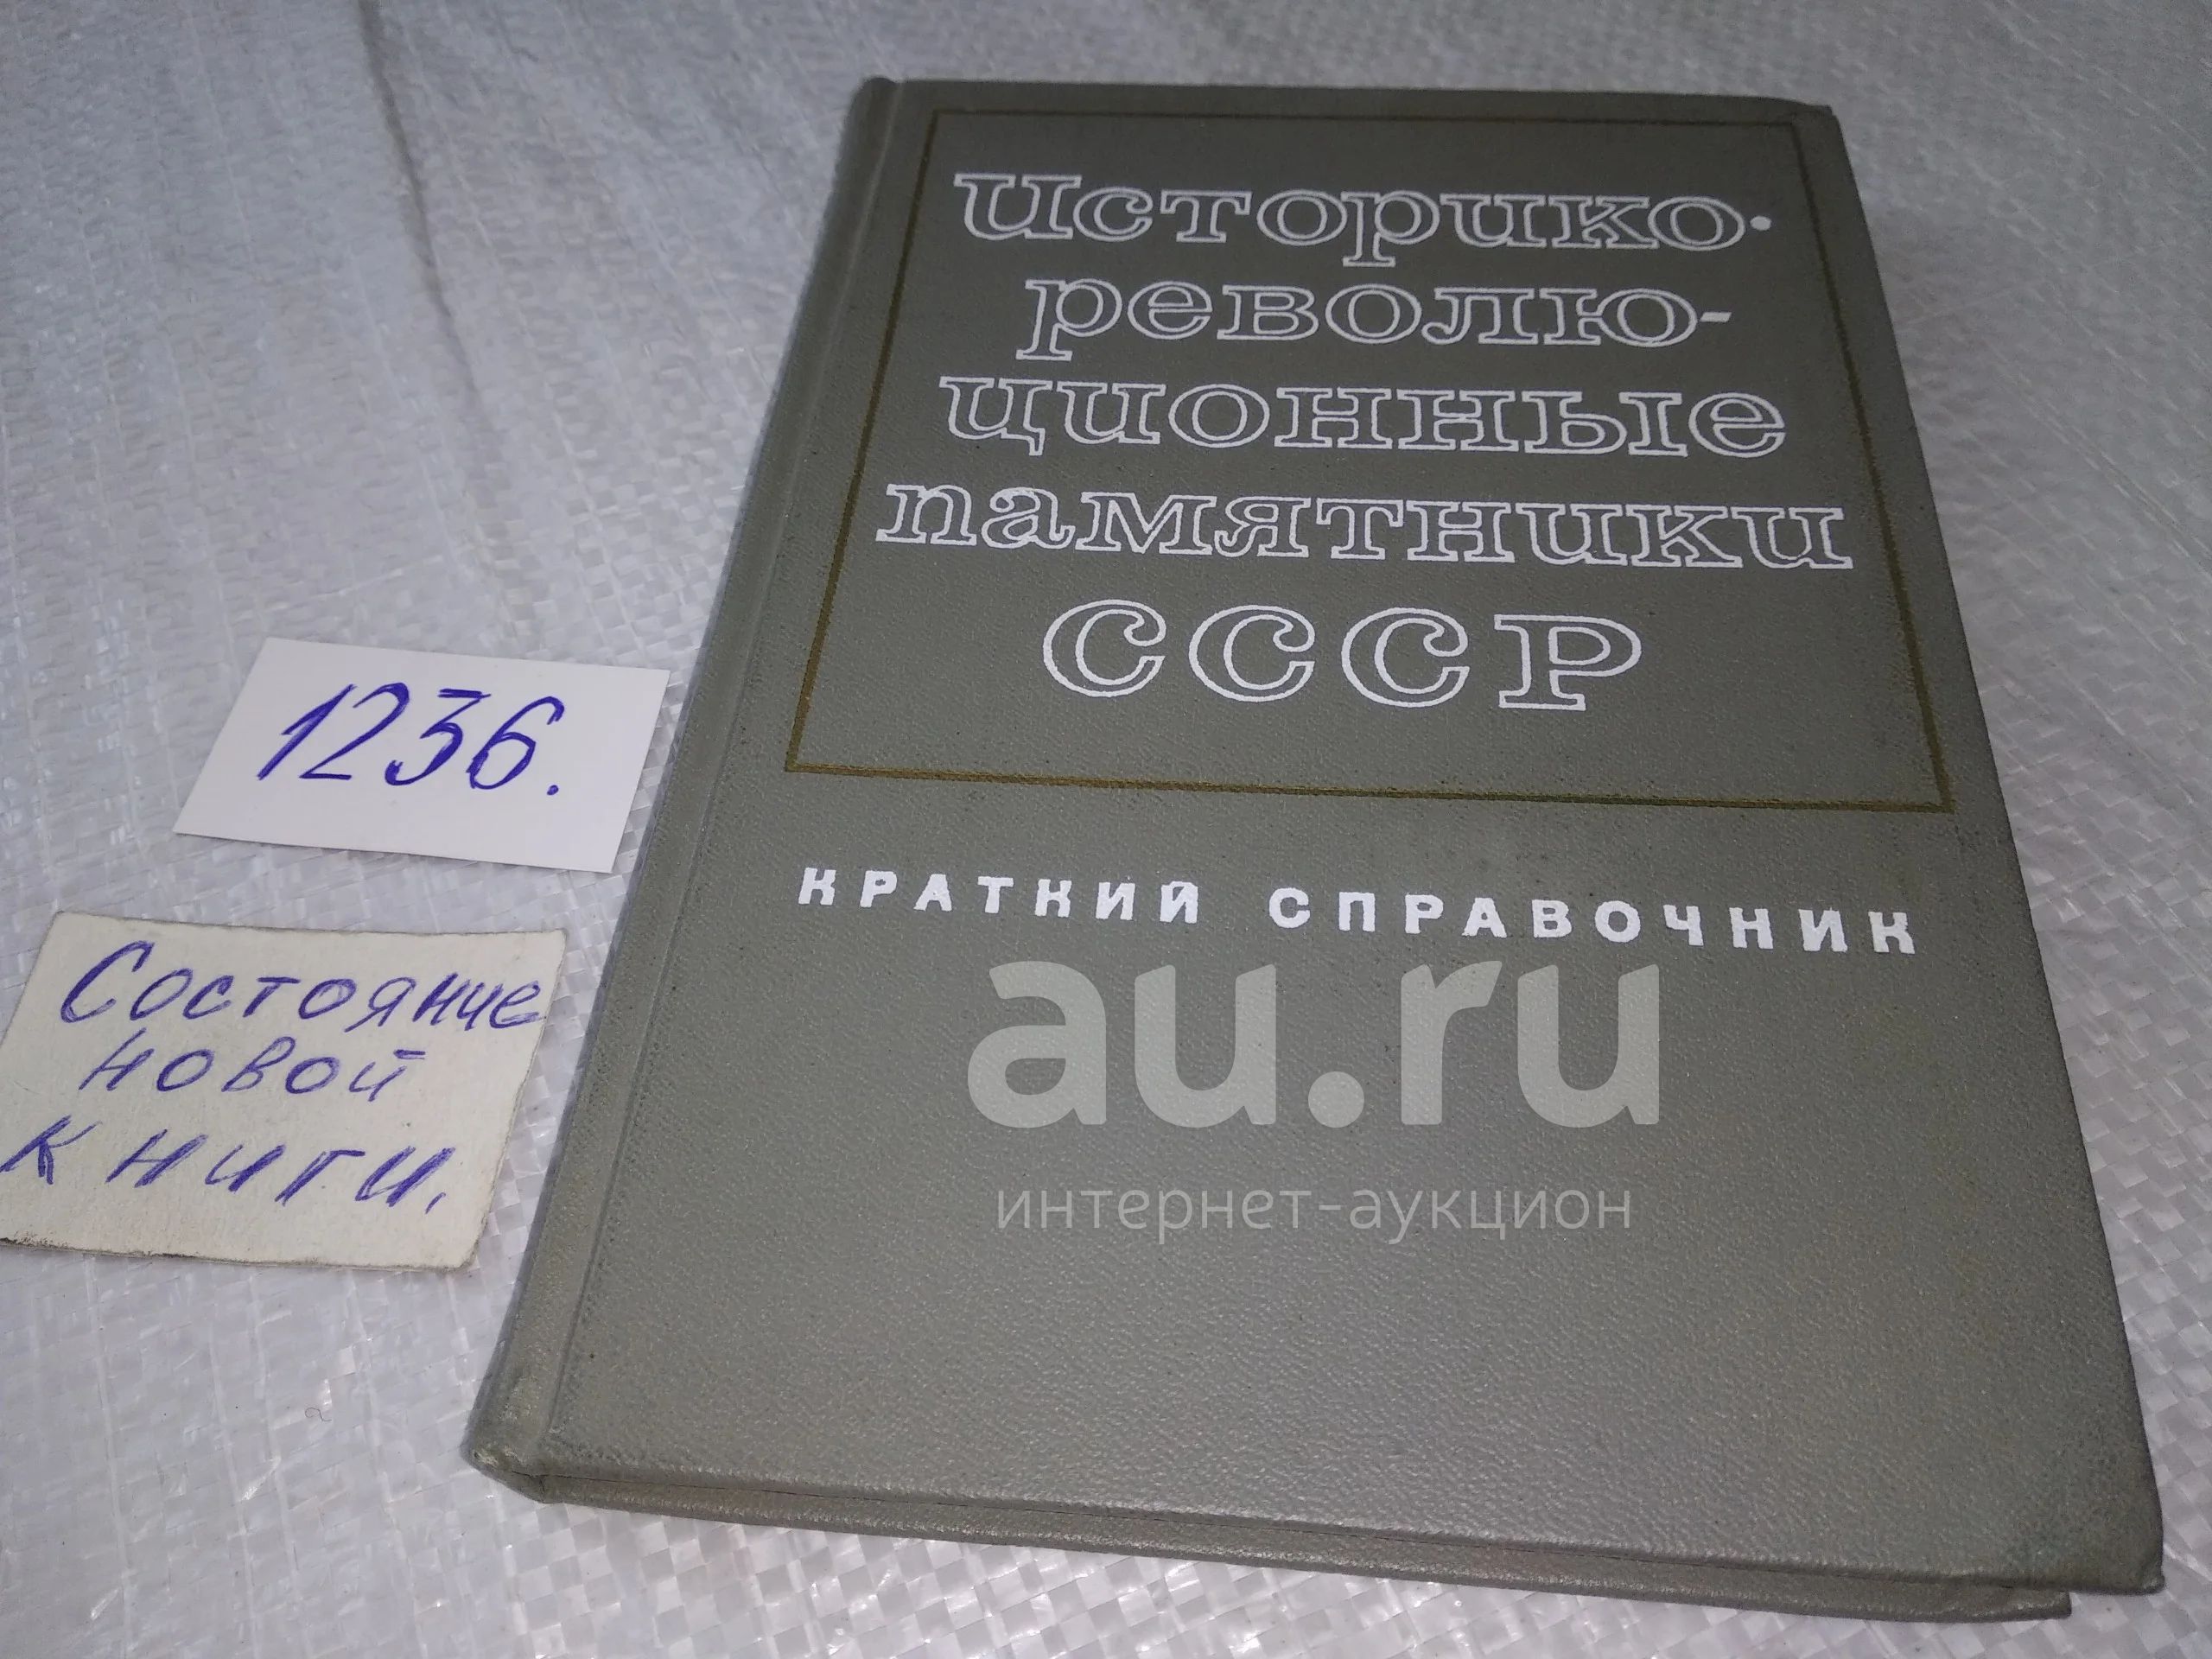 Историко-
револю-
ционные
памятники
СССР
КРАТКИЙ СПРАВОЧНИК
1236.
Состояние
новой
книги.
au.ru
интернет-аукцион